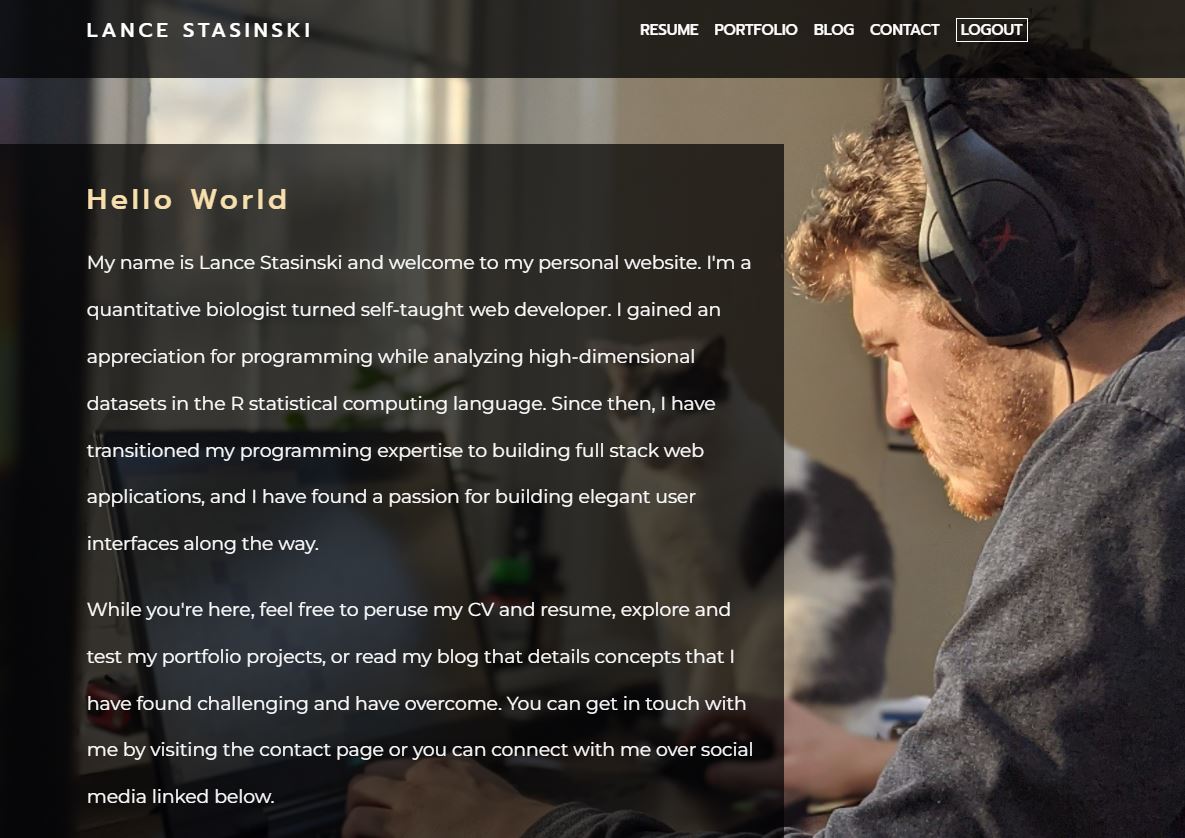 LANCE STASINSKI
RESUME PORTFOLIO BLOG CONTACT LOGOUT
Hello World
My name is Lance Stasinski and welcome to my personal website. I'm a
quantitative biologist turned self-taught web developer. I gained an
appreciation for programming while analyzing high-dimensional
datasets in the R statistical computing language. Since then, I have
transitioned my programming expertise to building full stack web
applications, and I have found a passion for building elegant user
interfaces along the way.
While you're here, feel free to peruse my CV and resume, explore and
test my portfolio projects, or read my blog that details concepts that I
have found challenging and have overcome. You can get in touch with
me by visiting the contact page or you can connect with me over social
media linked below.